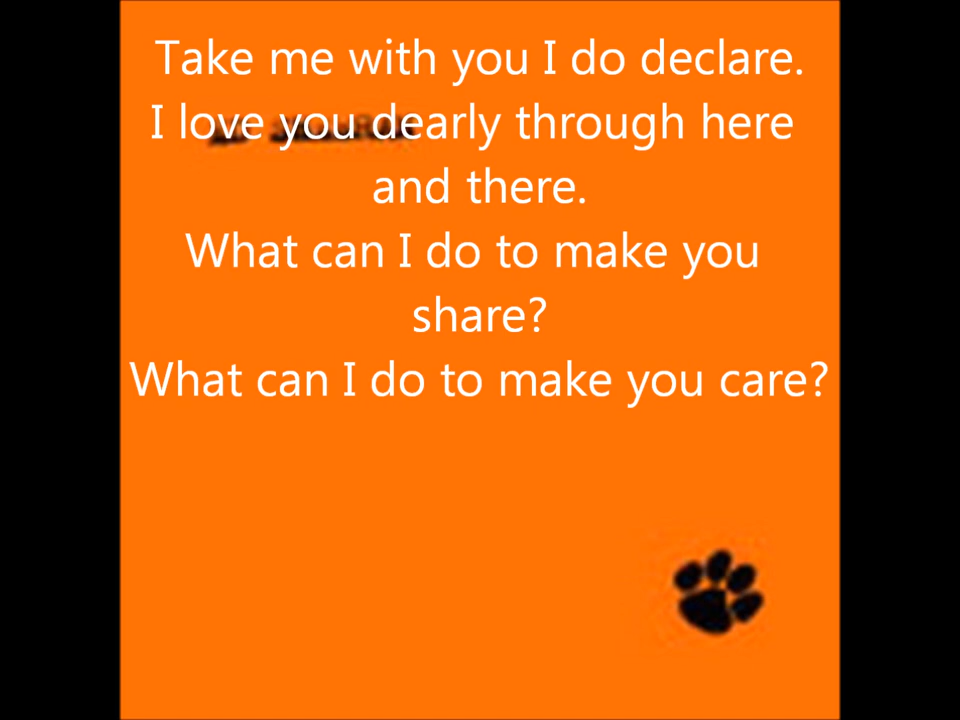 Take me with you I do declare.
I love you dearly through here
and there.
What can I do to make you
share?
What can I do to make you care?